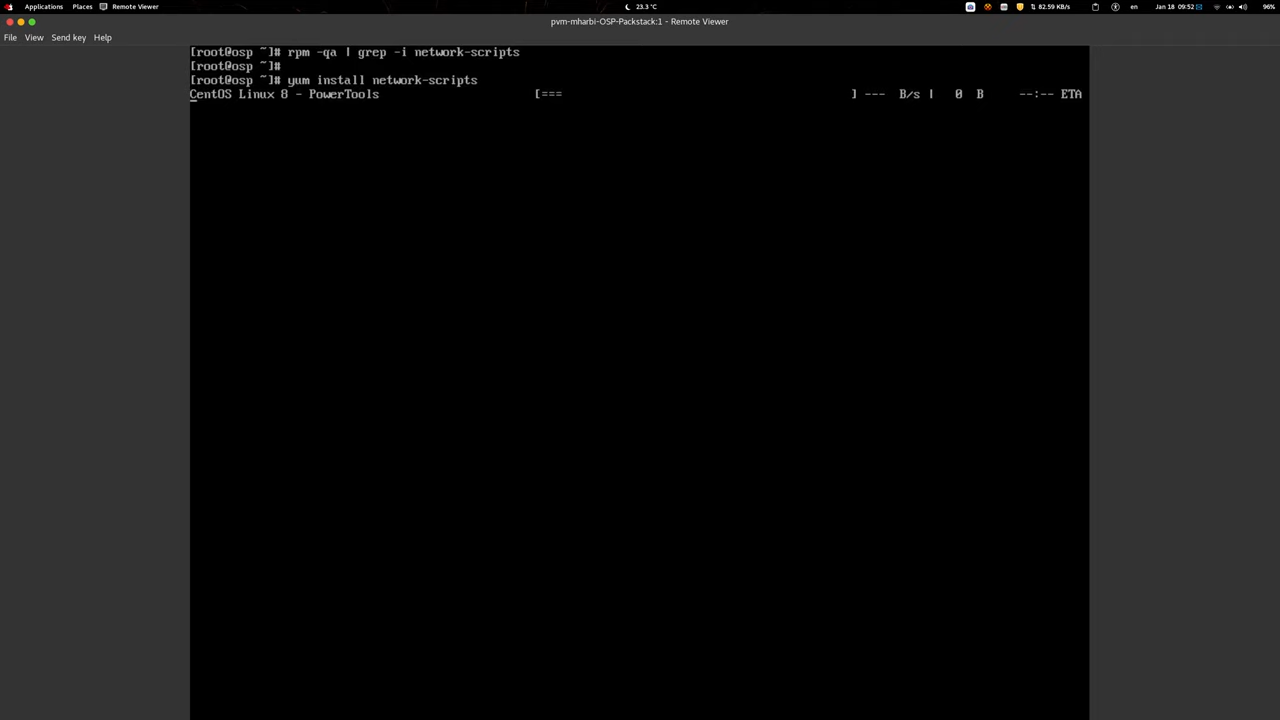 Applications Places Remote Viewer 23.3 °C 82.59 KB/s en Jan 18 09:52 96%
pvm-mharbi-OSP-Packstack:1 - Remote Viewer
File View Send key Help
[root@osp ~]# rpm -qa | grep -i network-scripts
[root@osp ~]#
[root@osp ~]# yum install network-scripts
CentOS Linux 8 - PowerTools [=== ] --- B/s | 0 B --:-- ETA